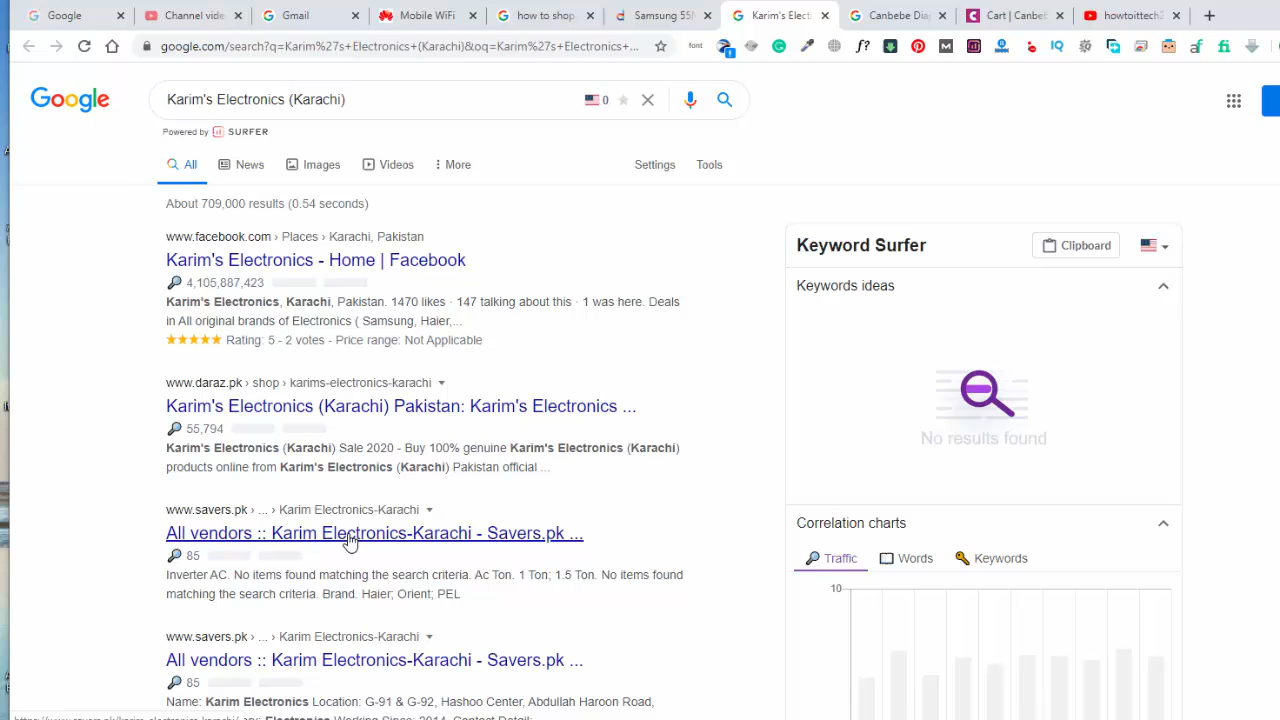 Google
Channel vide
Gmail
Mobile WiFi
how to shop
Samsung 55N
Karim's Elect
Canbebe Dia
Cart | CanbeE
howtoittech2
google.com/search?q=Karim%27s+Electronics+(Karachi)&oq=Karim%27s+Electronics+...
font
f?
IQ
af
fi
Google
Karim's Electronics (Karachi)
0
Powered by SURFER
All
News
Images
Videos
More
Settings
Tools
About 709,000 results (0.54 seconds)
www.facebook.com › Places › Karachi, Pakistan
Karim's Electronics - Home | Facebook
4,105,887,423
Karim's Electronics, Karachi, Pakistan. 1470 likes · 147 talking about this · 1 was here. Deals
in All original brands of Electronics ( Samsung, Haier,...
Rating: 5 - 2 votes - Price range: Not Applicable
www.daraz.pk › shop › karims-electronics-karachi
Karim's Electronics (Karachi) Pakistan: Karim's Electronics ...
55,794
Karim's Electronics (Karachi) Sale 2020 - Buy 100% genuine Karim's Electronics (Karachi)
products online from Karim's Electronics (Karachi) Pakistan official ...
www.savers.pk › ... › Karim Electronics-Karachi
All vendors :: Karim Electronics-Karachi - Savers.pk ...
85
Inverter AC. No items found matching the search criteria. Ac Ton. 1 Ton; 1.5 Ton. No items found
matching the search criteria. Brand. Haier; Orient; PEL
www.savers.pk › ... › Karim Electronics-Karachi
All vendors :: Karim Electronics-Karachi - Savers.pk ...
85
Name: Karim Electronics Location: G-91 & G-92, Hashoo Center, Abdullah Haroon Road,
Keyword Surfer
Clipboard
Keywords ideas
No results found
Correlation charts
Traffic
Words
Keywords
10